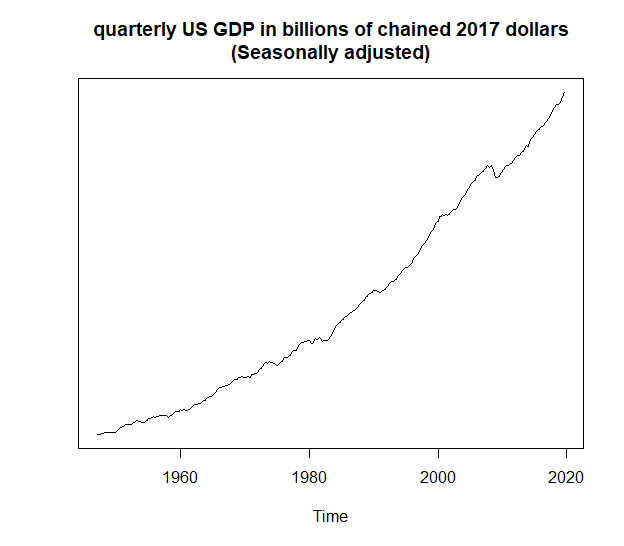 quarterly US GDP in billions of chained 2017 dollars
(Seasonally adjusted)
1960 1980 2000 2020
Time